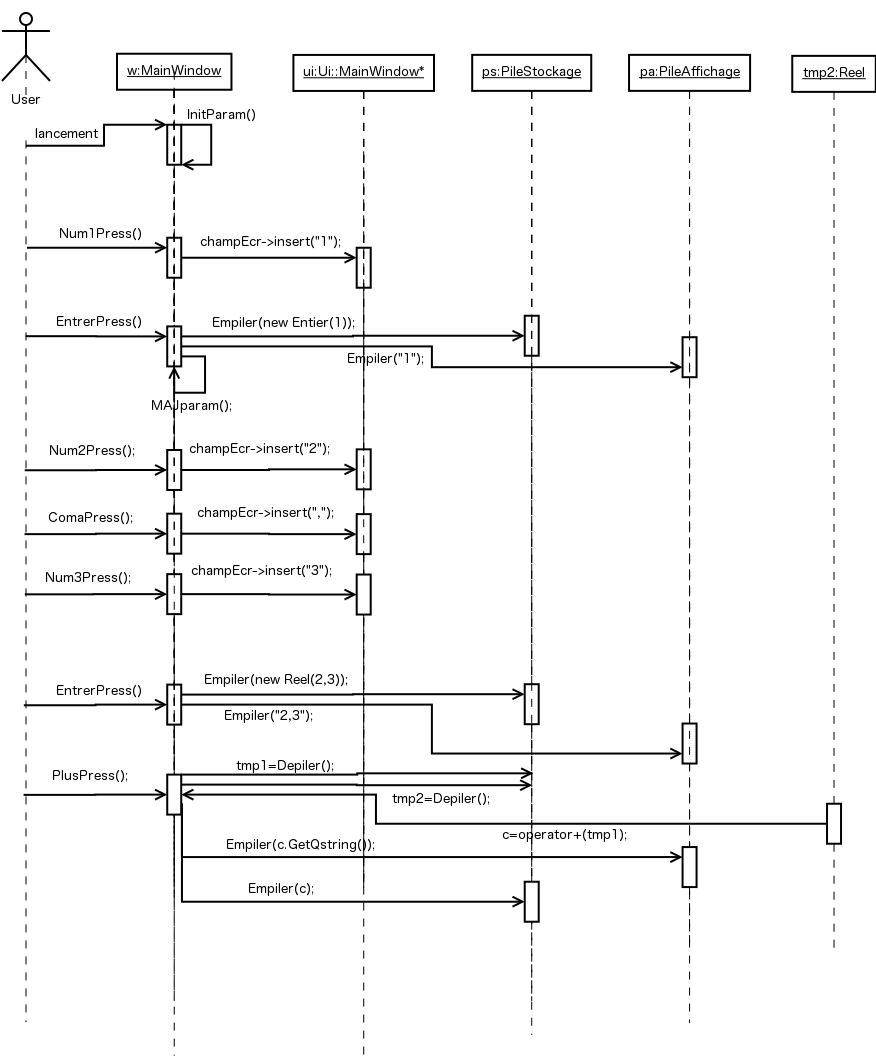 w:MainWindow
ui:Ui::MainWindow*
ps:PileStockage
pa:PileAffichage
tmp2:Reel
User
InitParam()
lancement
Num1Press()
champEcr->insert("1");
EntrerPress()
Empiler(new Entier(1));
Empiler("1");
MAJparam();
Num2Press();
champEcr->insert("2");
ComaPress();
champEcr->insert(",");
Num3Press();
champEcr->insert("3");
EntrerPress()
Empiler(new Reel(2,3));
Empiler("2,3");
PlusPress();
tmp1=Depiler();
tmp2=Depiler();
c=operator+(tmp1);
Empiler(c.GetQstring());
Empiler(c);